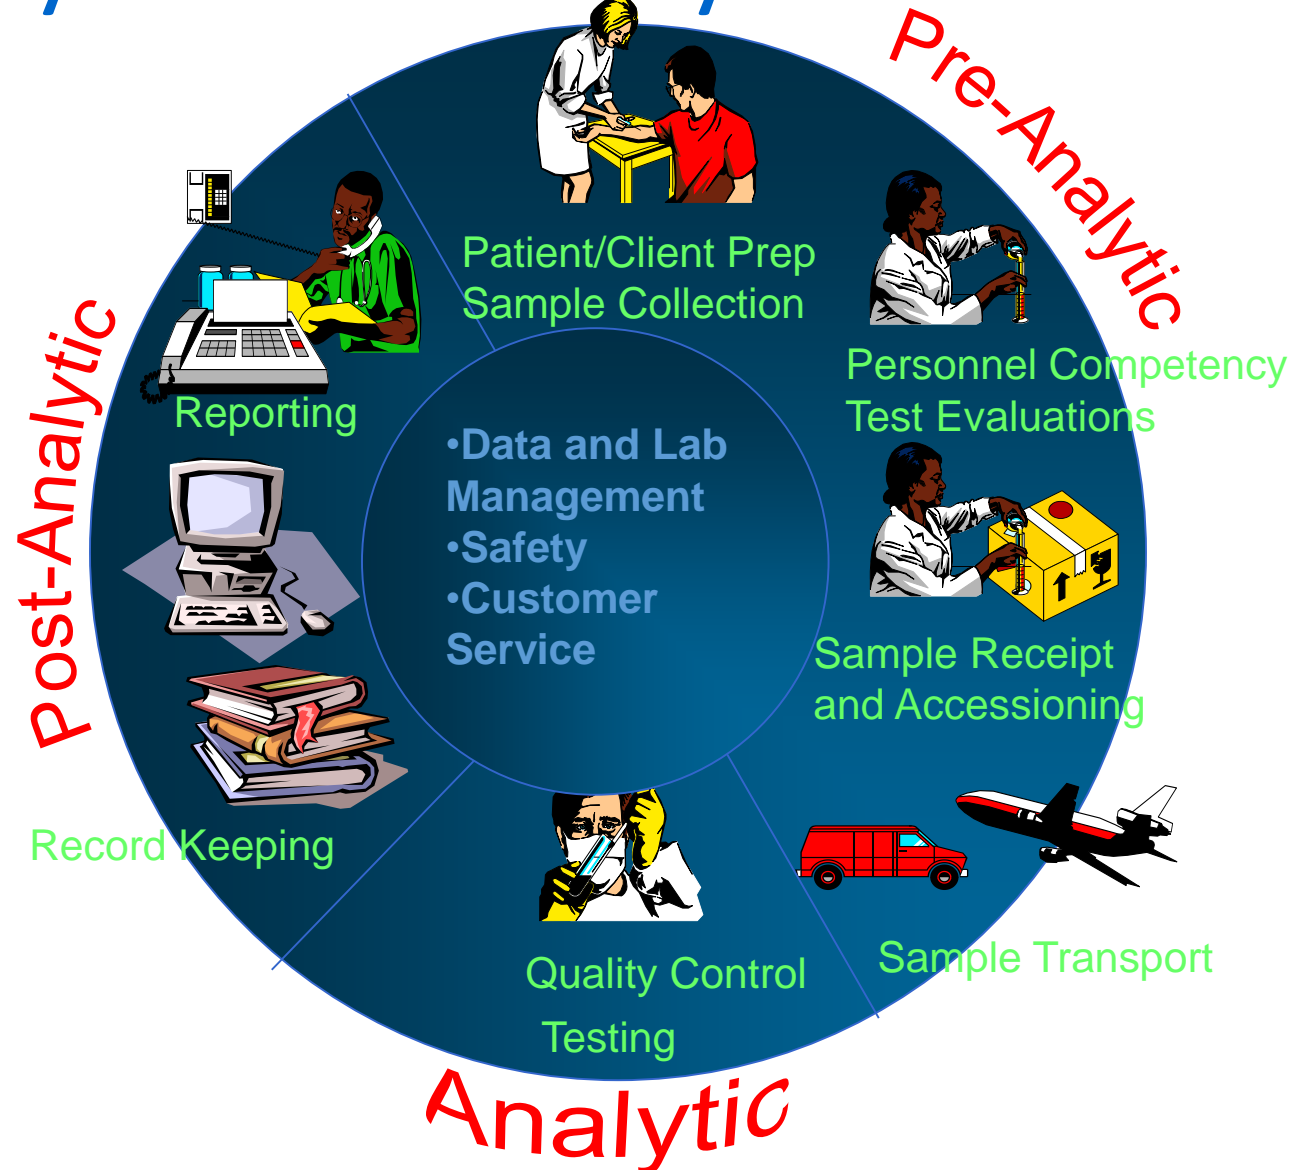 Pre-Analytic
Patient/Client Prep
Sample Collection
Personnel Competency
Test Evaluations
Sample Receipt
and Accessioning
Sample Transport
Analytic
Quality Control
Testing
Post-Analytic
Reporting
Record Keeping
•Data and Lab
Management
•Safety
•Customer
Service